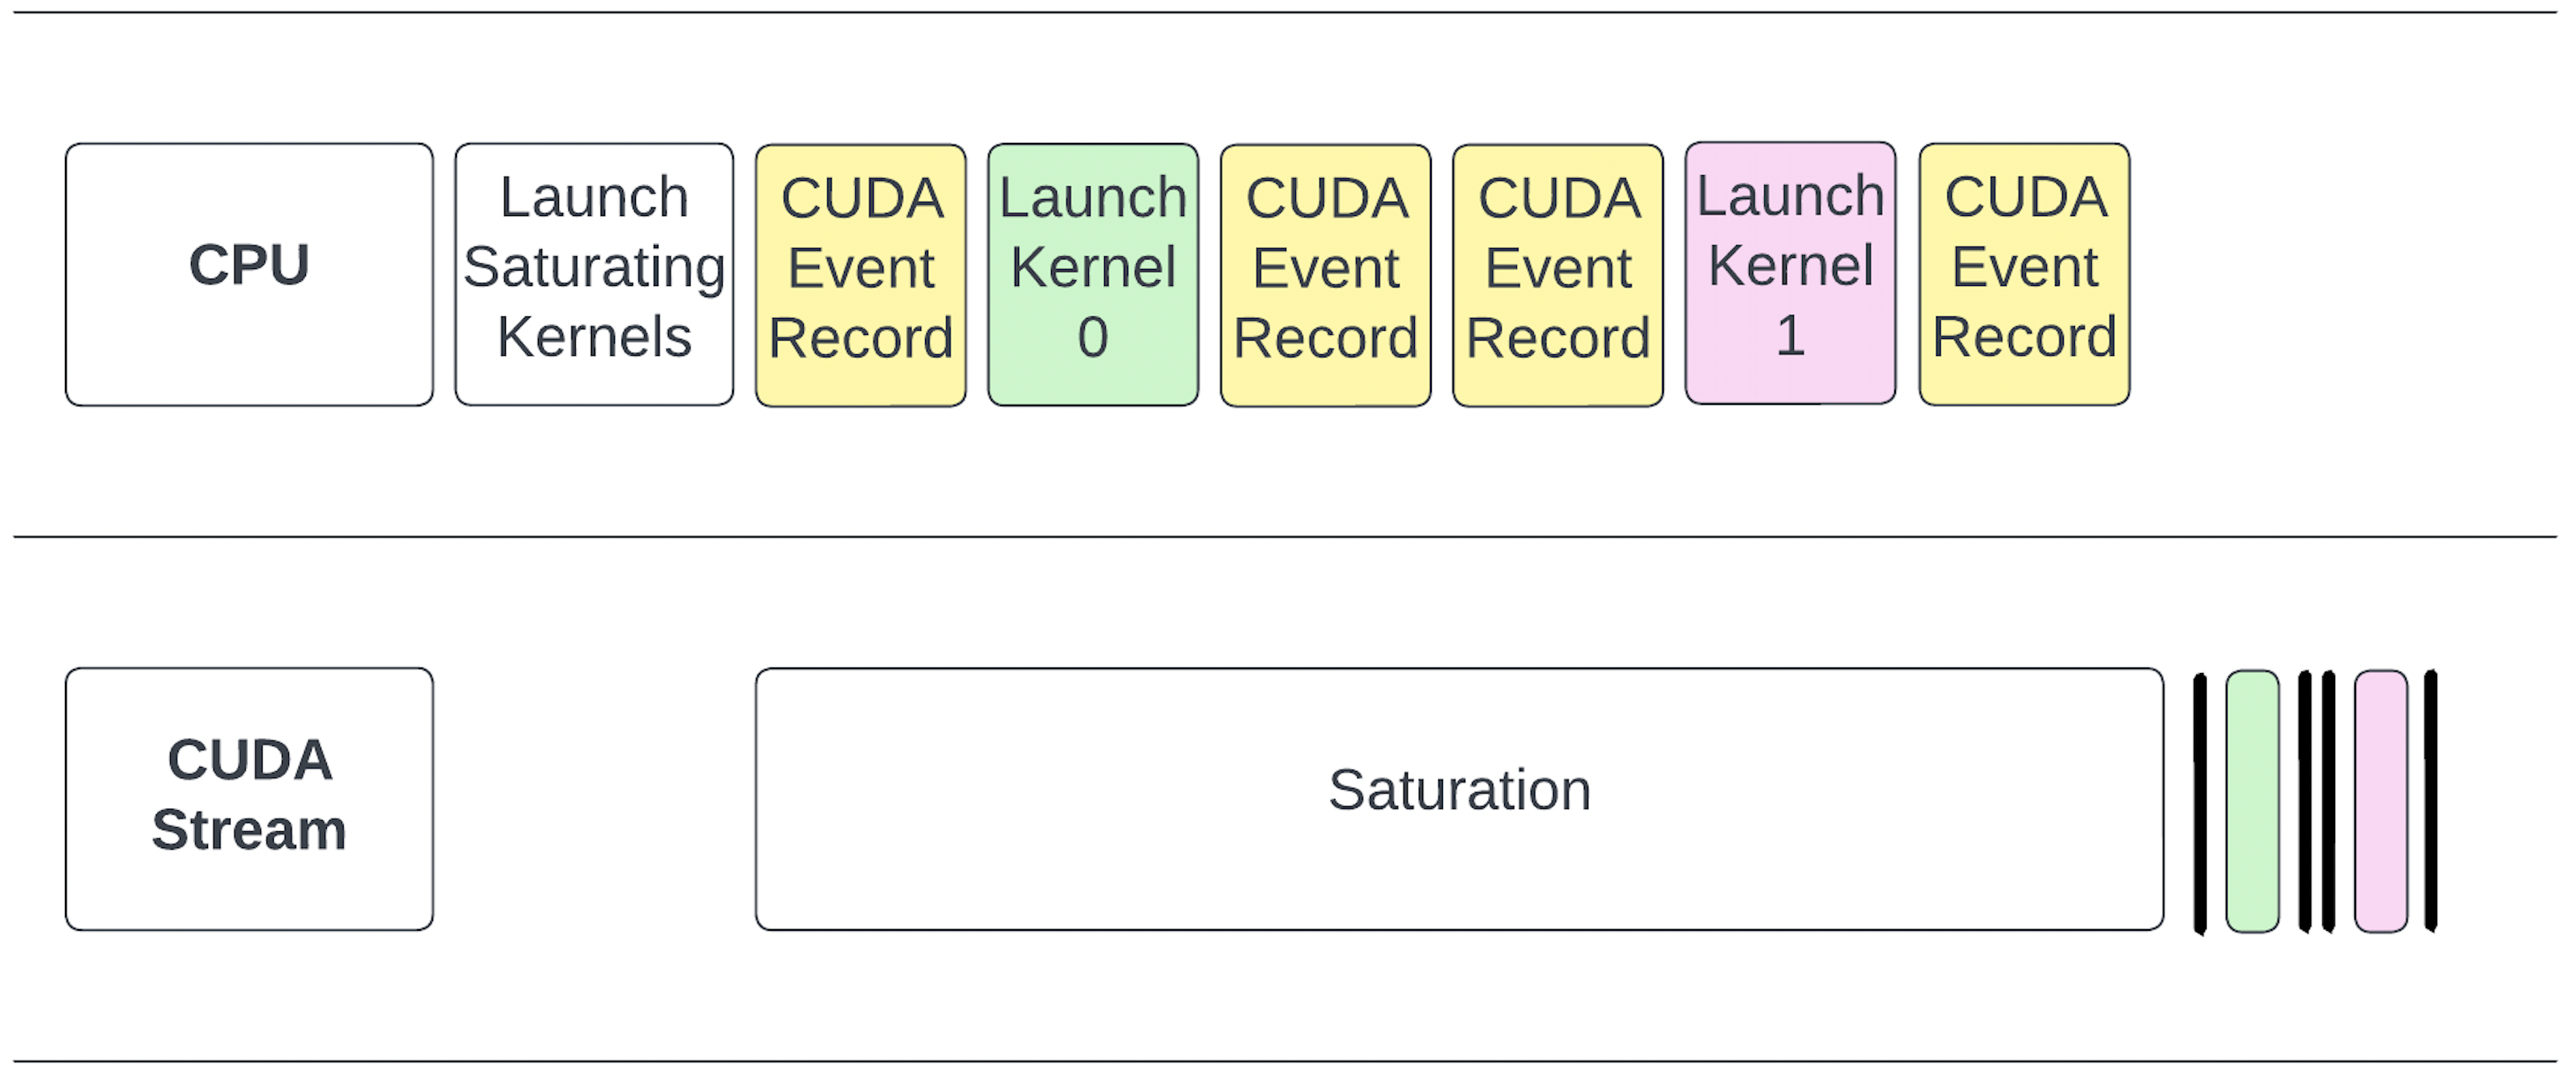 CPU
Launch
Saturating
Kernels
CUDA
Event
Record
Launch
Kernel
0
CUDA
Event
Record
CUDA
Event
Record
Launch
Kernel
1
CUDA
Event
Record
CUDA
Stream
Saturation